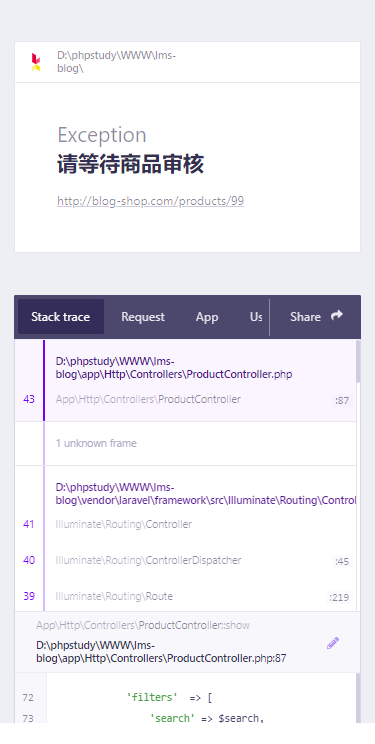 D:\phpstudy\WWW\lms-
blog\
Exception
请等待商品审核
http://blog-shop.com/products/99
Stack trace Request App Us Share
D:\phpstudy\WWW\lms-
blog\app\Http\Controllers\ProductController.php
43 App\Http\Controllers\ProductController :87
1 unknown frame
D:\phpstudy\WWW\lms-
blog\vendor\laravel\framework\src\Illuminate\Routing\Control
41 Illuminate\Routing\Controller
40 Illuminate\Routing\ControllerDispatcher :45
39 Illuminate\Routing\Route :219
App\Http\Controllers\ProductController::show
D:\phpstudy\WWW\lms-
blog\app\Http\Controllers\ProductController.php:87
72 'filters' => [
73 'search' => $search,